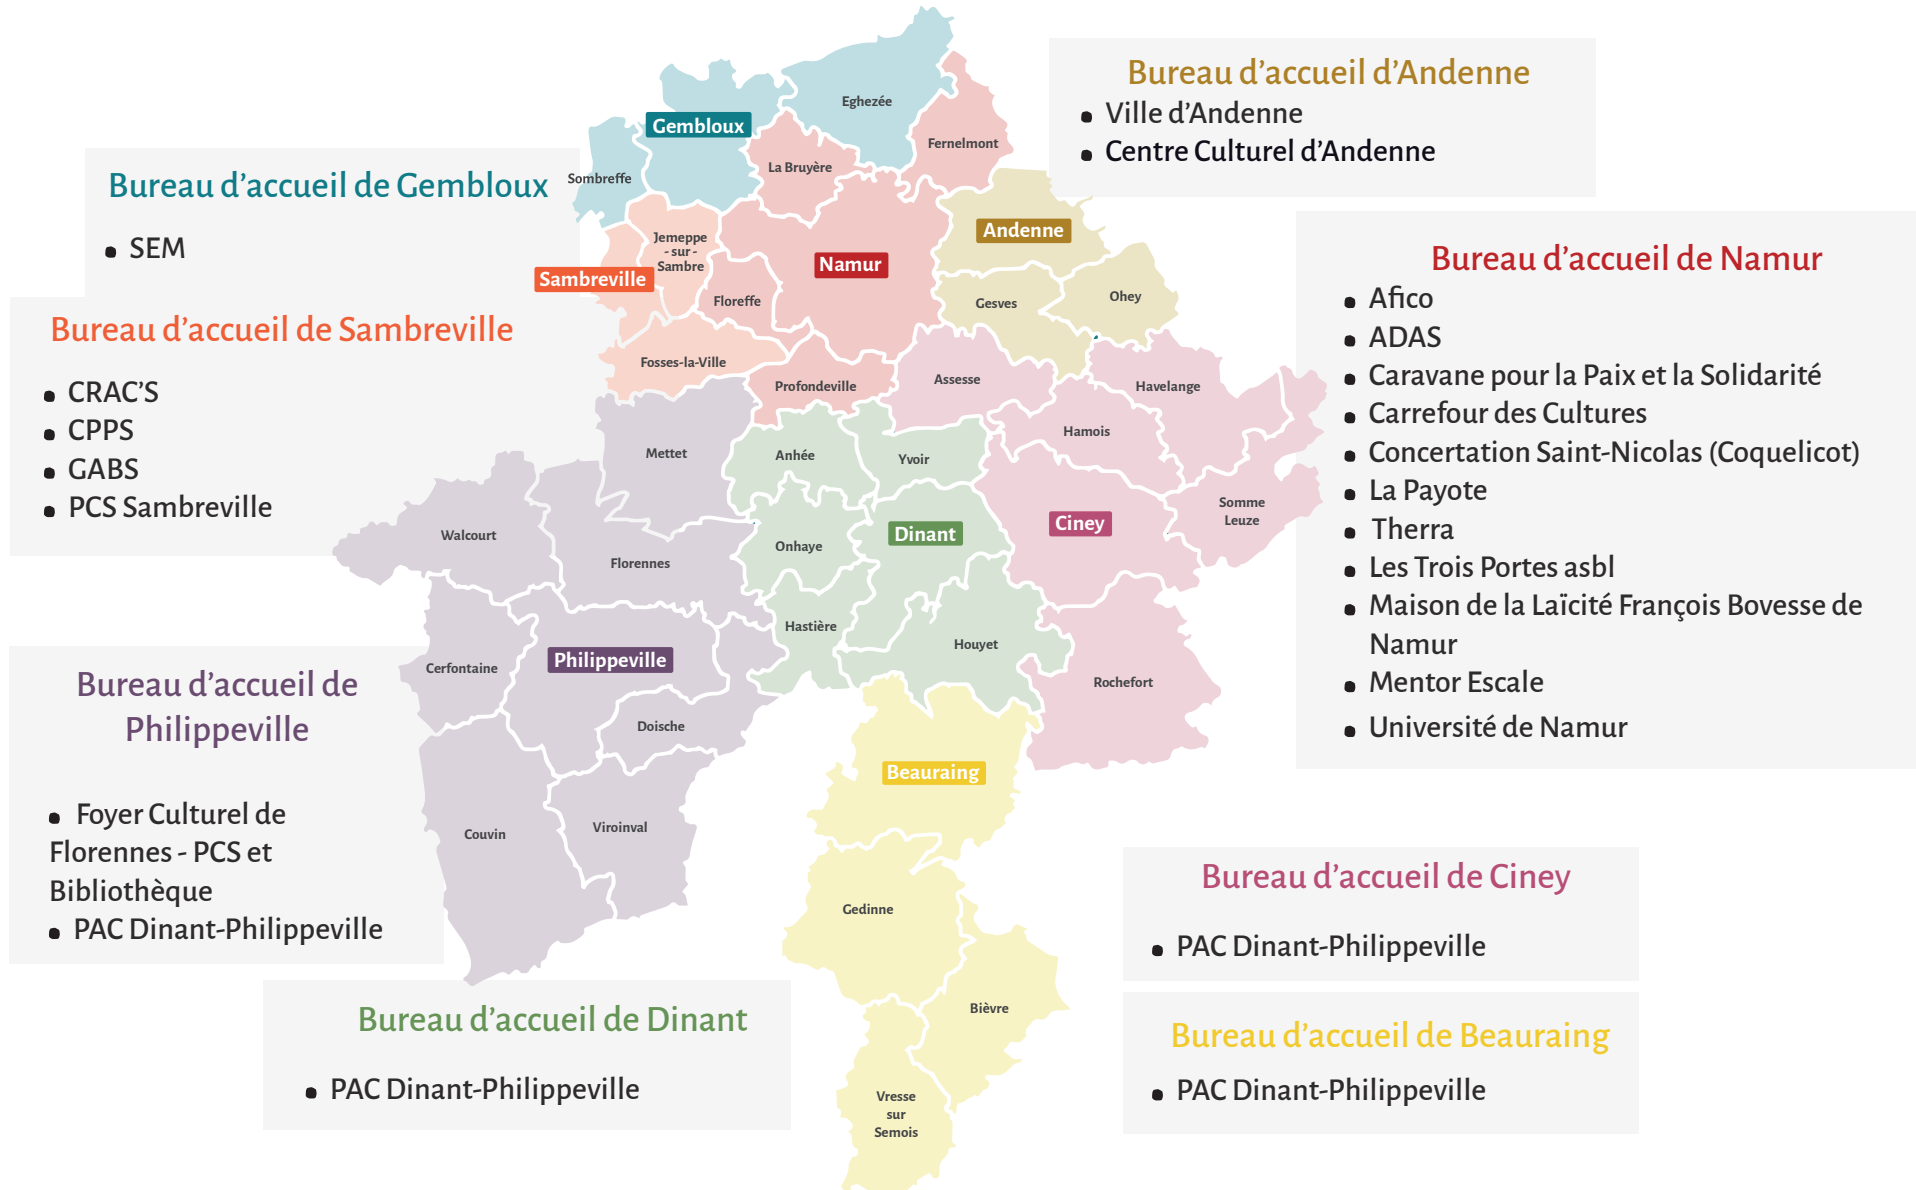 Bureau d’accueil d’Andenne
Ville d’Andenne
Centre Culturel d’Andenne
Bureau d’accueil de Gembloux
SEM
Bureau d’accueil de Sambreville
CRAC’S
CPPS
GABS
PCS Sambreville
Bureau d’accueil de Namur
Afico
ADAS
Caravane pour la Paix et la Solidarité
Carrefour des Cultures
Concertation Saint-Nicolas (Coquelicot)
La Payote
Therra
Les Trois Portes asbl
Maison de la Laïcité François Bovesse de
Namur
Mentor Escale
Université de Namur
Bureau d’accueil de
Philippeville
Foyer Culturel de
Florennes - PCS et
Bibliothèque
PAC Dinant-Philippeville
Bureau d’accueil de Dinant
PAC Dinant-Philippeville
Bureau d’accueil de Ciney
PAC Dinant-Philippeville
Bureau d’accueil de Beauraing
PAC Dinant-Philippeville
Eghezée
Gembloux
Fernelmont
La Bruyère
Sombreffe
Andenne
Jemeppe
- sur -
Sambre
Namur
Sambreville
Floreffe
Gesves
Ohey
Fosses-la-Ville
Profondeville
Assesse
Havelange
Hamois
Mettet
Anhée
Yvoir
Somme
Leuze
Ciney
Dinant
Walcourt
Onhaye
Florennes
Hastière
Houyet
Philippeville
Cerfontaine
Rochefort
Doische
Beauraing
Couvin
Viroinval
Gedinne
Bièvre
Vresse
sur
Semois